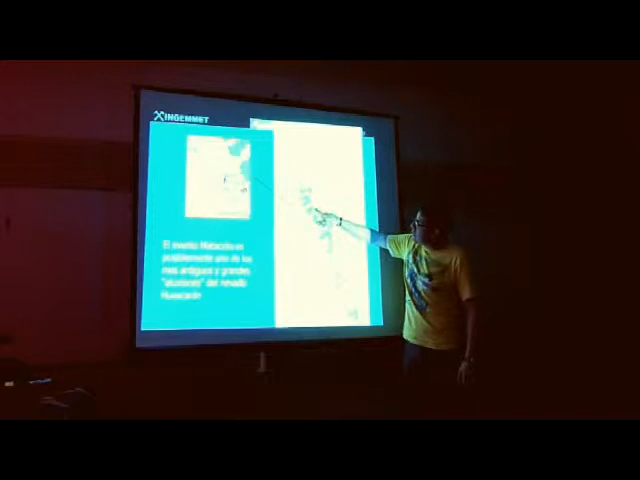 INGEMMET
El evento Matacoto es
posiblemente uno de los
mas antiguos y grandes
"aluviones" del nevado
Huascarán